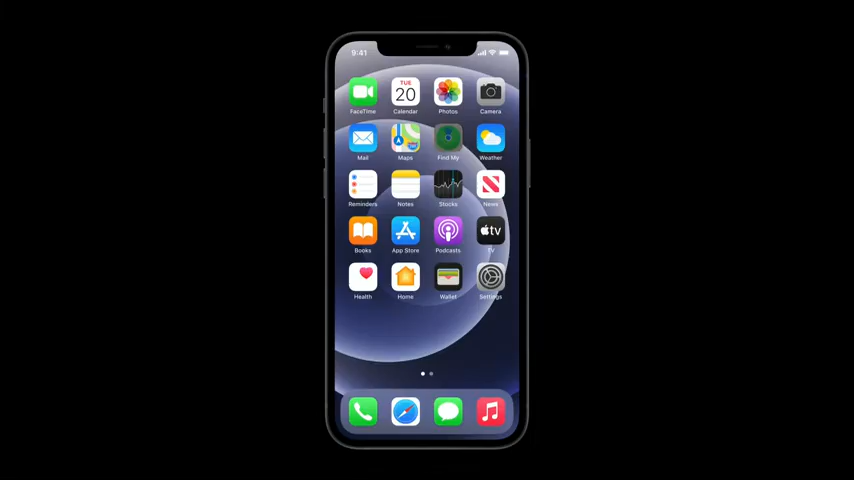 9:41
TUE
20
FaceTime Calendar Photos Camera
Mail Maps Find My Weather
Reminders Notes Stocks News
tv
Books App Store Podcasts TV
Health Home Wallet Settings